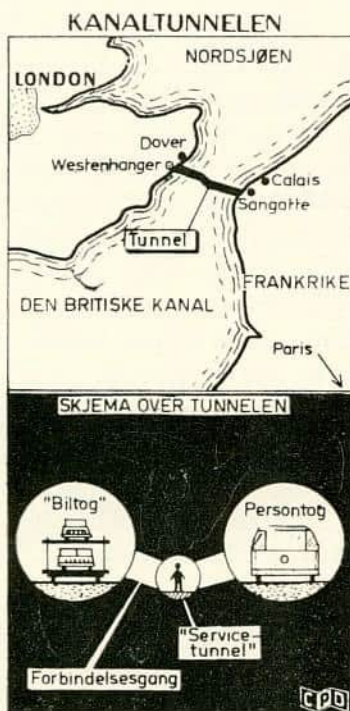 KANALTUNNELEN
NORDSJØEN
LONDON
Dover
Westenhanger
Calais
Sangatte
Tunnel
FRANKRIKE
DEN BRITISKE KANAL
Paris
SKJEMA OVER TUNNELEN
"Biltog"
Persontog
"Service-
tunnel"
Forbindelsesgang
CPD